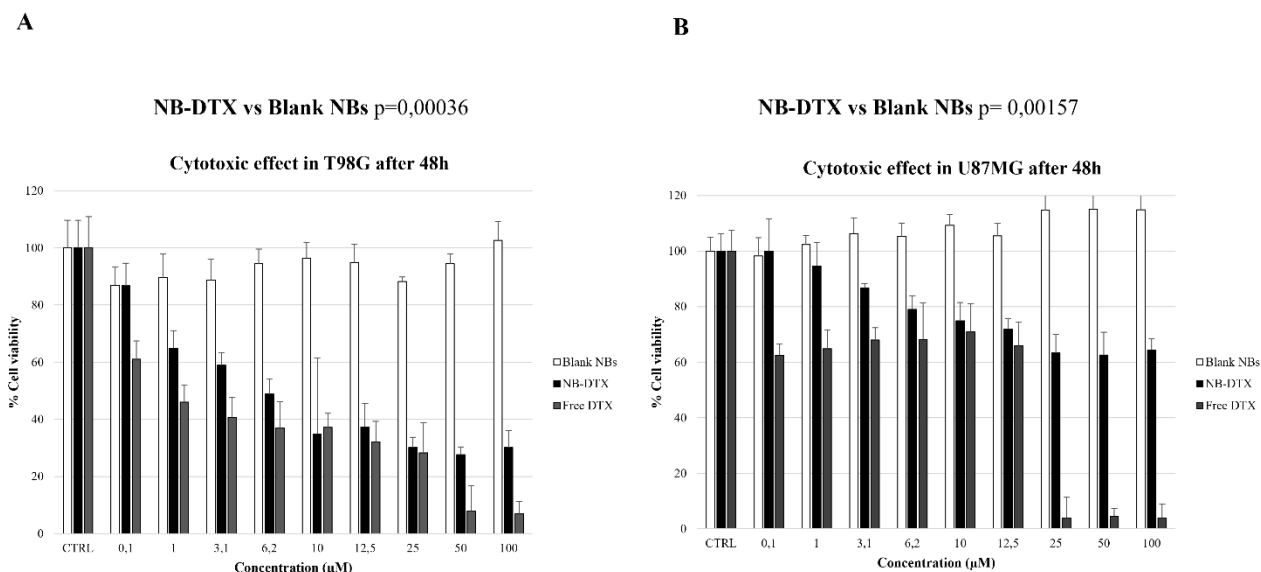 A
NB-DTX vs Blank NBs p=0,00036
Cytotoxic effect in T98G after 48h
120
100
80
60
40
20
0
% Cell viability
CTRL 0,1 1 3,1 6,2 10 12,5 25 50 100
Concentration (µM)
Blank NBs
NB-DTX
Free DTX
B
NB-DTX vs Blank NBs p= 0,00157
Cytotoxic effect in U87MG after 48h
120
100
80
60
40
20
0
% Cell viability
CTRL 0,1 1 3,1 6,2 10 12,5 25 50 100
Concentration (µM)
Blank NBs
NB-DTX
Free DTX